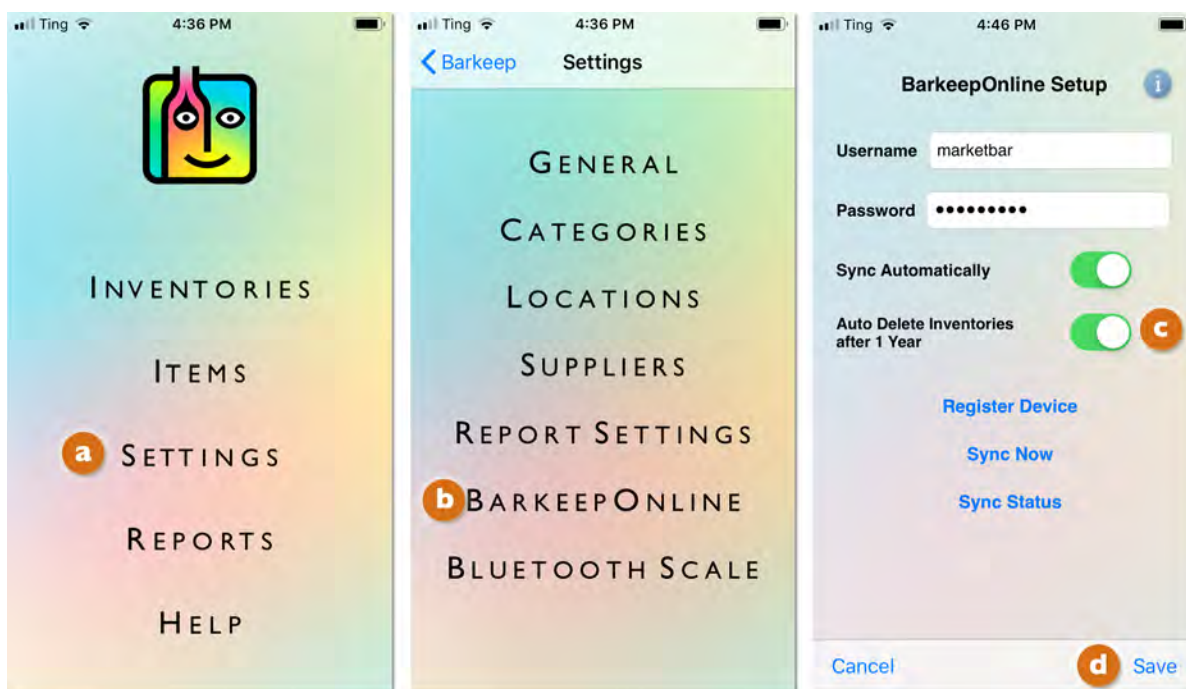 Ting 4:36 PM
INVENTORIES
ITEMS
a SETTINGS
REPORTS
HELP
Ting 4:36 PM
Barkeep Settings
GENERAL
CATEGORIES
LOCATIONS
SUPPLIERS
REPORT SETTINGS
b BARKEEPONLINE
BLUETOOTH SCALE
Ting 4:46 PM
BarkeepOnline Setup i
Username marketbar
Password •••••••••
Sync Automatically
Auto Delete Inventories
after 1 Year c
Register Device
Sync Now
Sync Status
Cancel d Save